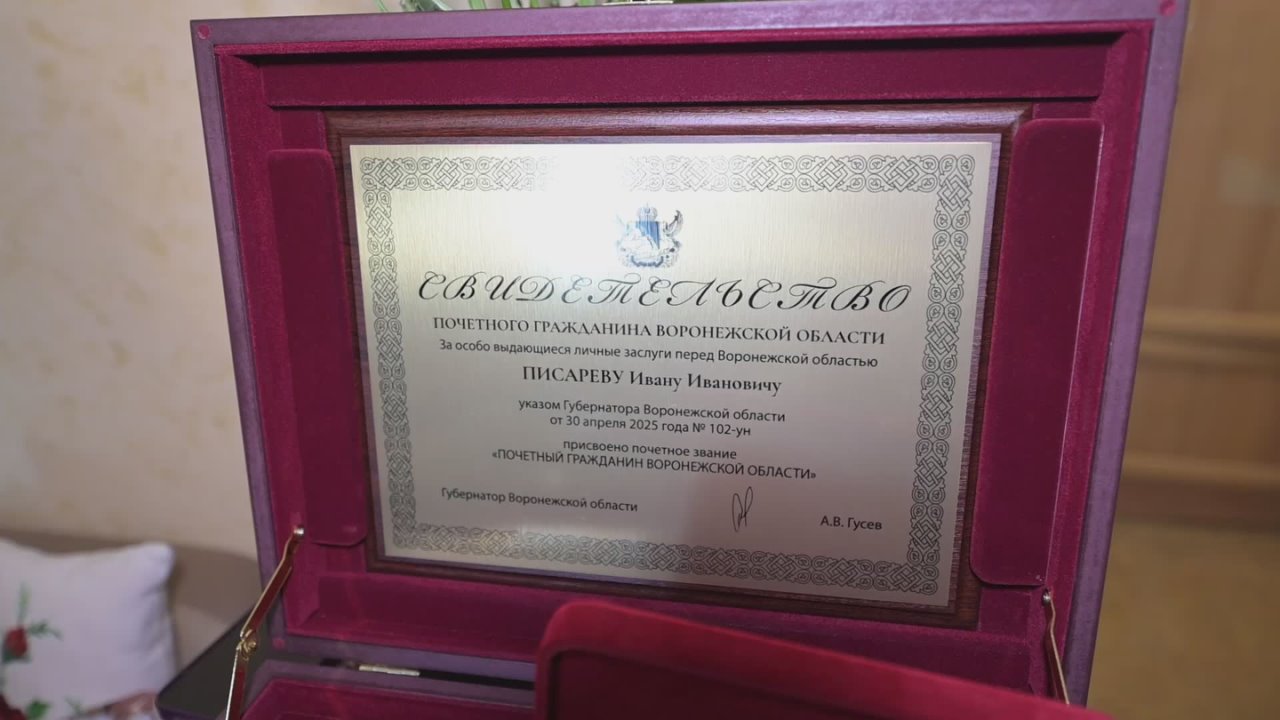 СВИДЕТЕЛЬСТВО
ПОЧЕТНОГО ГРАЖДАНИНА ВОРОНЕЖСКОЙ ОБЛАСТИ
За особо выдающиеся личные заслуги перед Воронежской областью
ПИСАРЕВУ Ивану Ивановичу
указом Губернатора Воронежской области
от 30 апреля 2025 года № 102-ун
присвоено почетное звание
«ПОЧЕТНЫЙ ГРАЖДАНИН ВОРОНЕЖСКОЙ ОБЛАСТИ»
Губернатор Воронежской области
А.В. Гусев